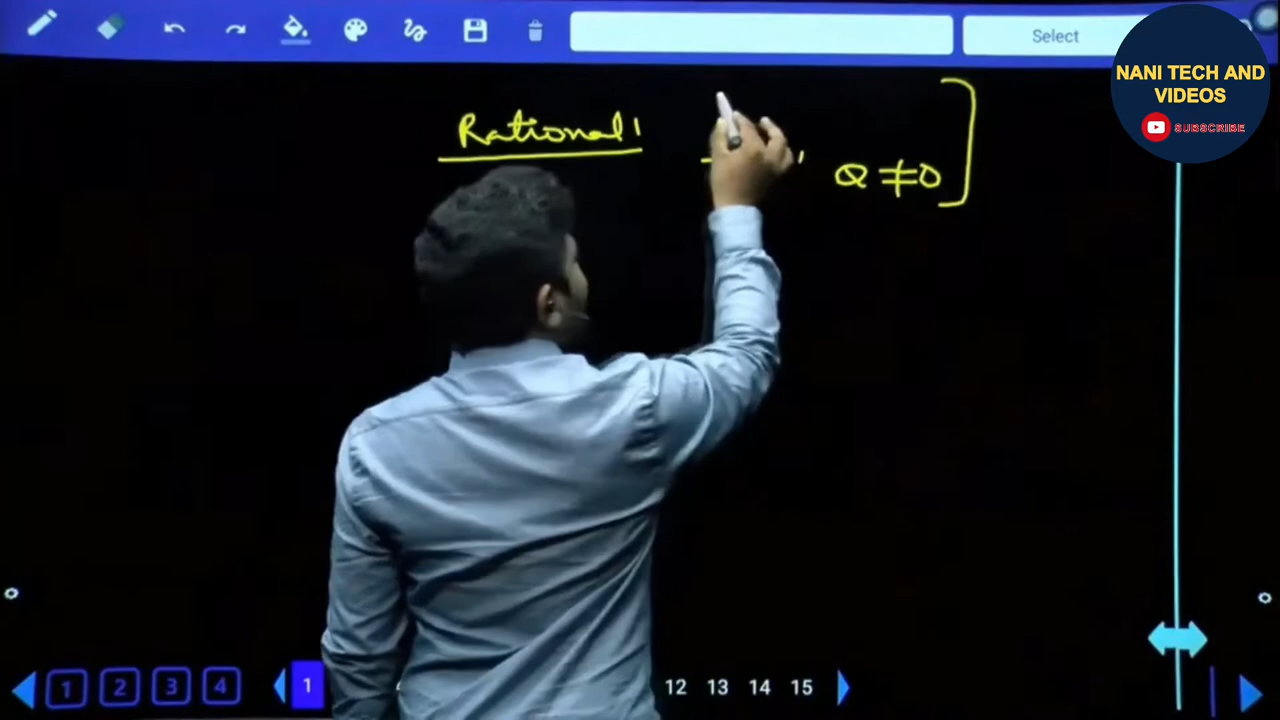 Select
NANI TECH AND
VIDEOS
SUBSCRIBE
Rational
Q ≠ 0
1 2 3 4 1 12 13 14 15